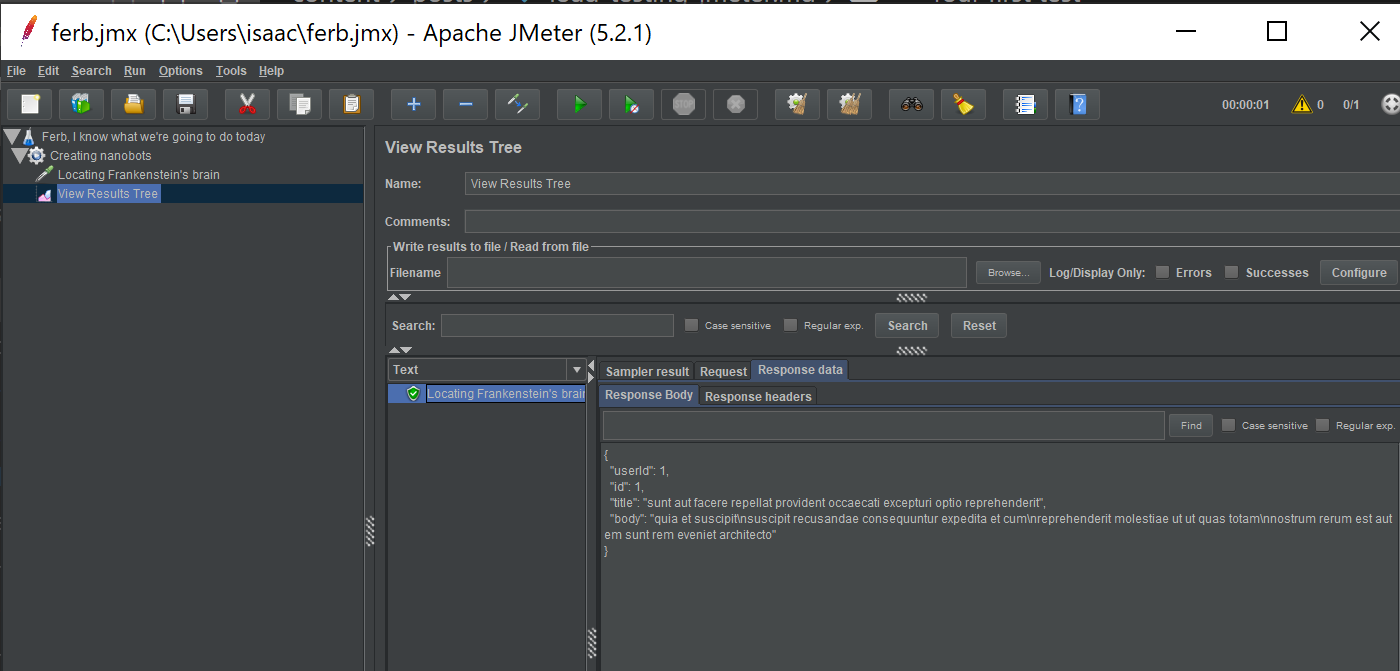 ferb.jmx (C:\Users\isaac\ferb.jmx) - Apache JMeter (5.2.1)
File Edit Search Run Options Tools Help
00:00:01 0 0/1
Ferb, I know what we're going to do today
Creating nanobots
Locating Frankenstein's brain
View Results Tree
View Results Tree
Name: View Results Tree
Comments:
Write results to file / Read from file
Filename Browse... Log/Display Only: Errors Successes Configure
Search: Case sensitive Regular exp. Search Reset
Text
Locating Frankenstein's brain
Sampler result Request Response data
Response Body Response headers
Find Case sensitive Regular exp.
{
"userId": 1,
"id": 1,
"title": "sunt aut facere repellat provident occaecati excepturi optio reprehenderit",
"body": "quia et suscipit\nsuscipit recusandae consequuntur expedita et cum\nreprehenderit molestiae ut ut quas totam\nnostrum rerum est aut
em sunt rem eveniet architecto"
}